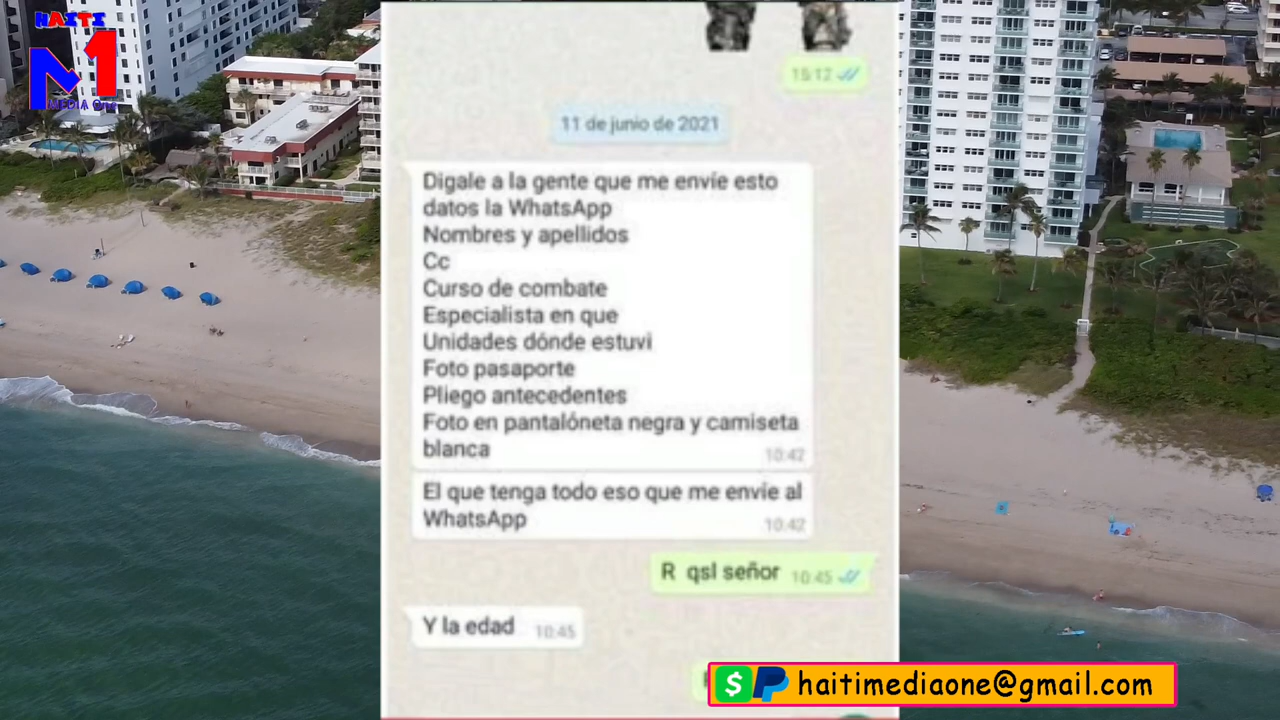 HAITI
M1
MEDIA One
15:12
11 de junio de 2021
Digale a la gente que me envíe esto
datos la WhatsApp
Nombres y apellidos
Cc
Curso de combate
Especialista en que
Unidades dónde estuvi
Foto pasaporte
Pliego antecedentes
Foto en pantalóneta negra y camiseta
blanca
10:42
El que tenga todo eso que me envíe al
WhatsApp
10:42
R qsl señor 10:45
Y la edad 10:45
$ P haitimediaone@gmail.com